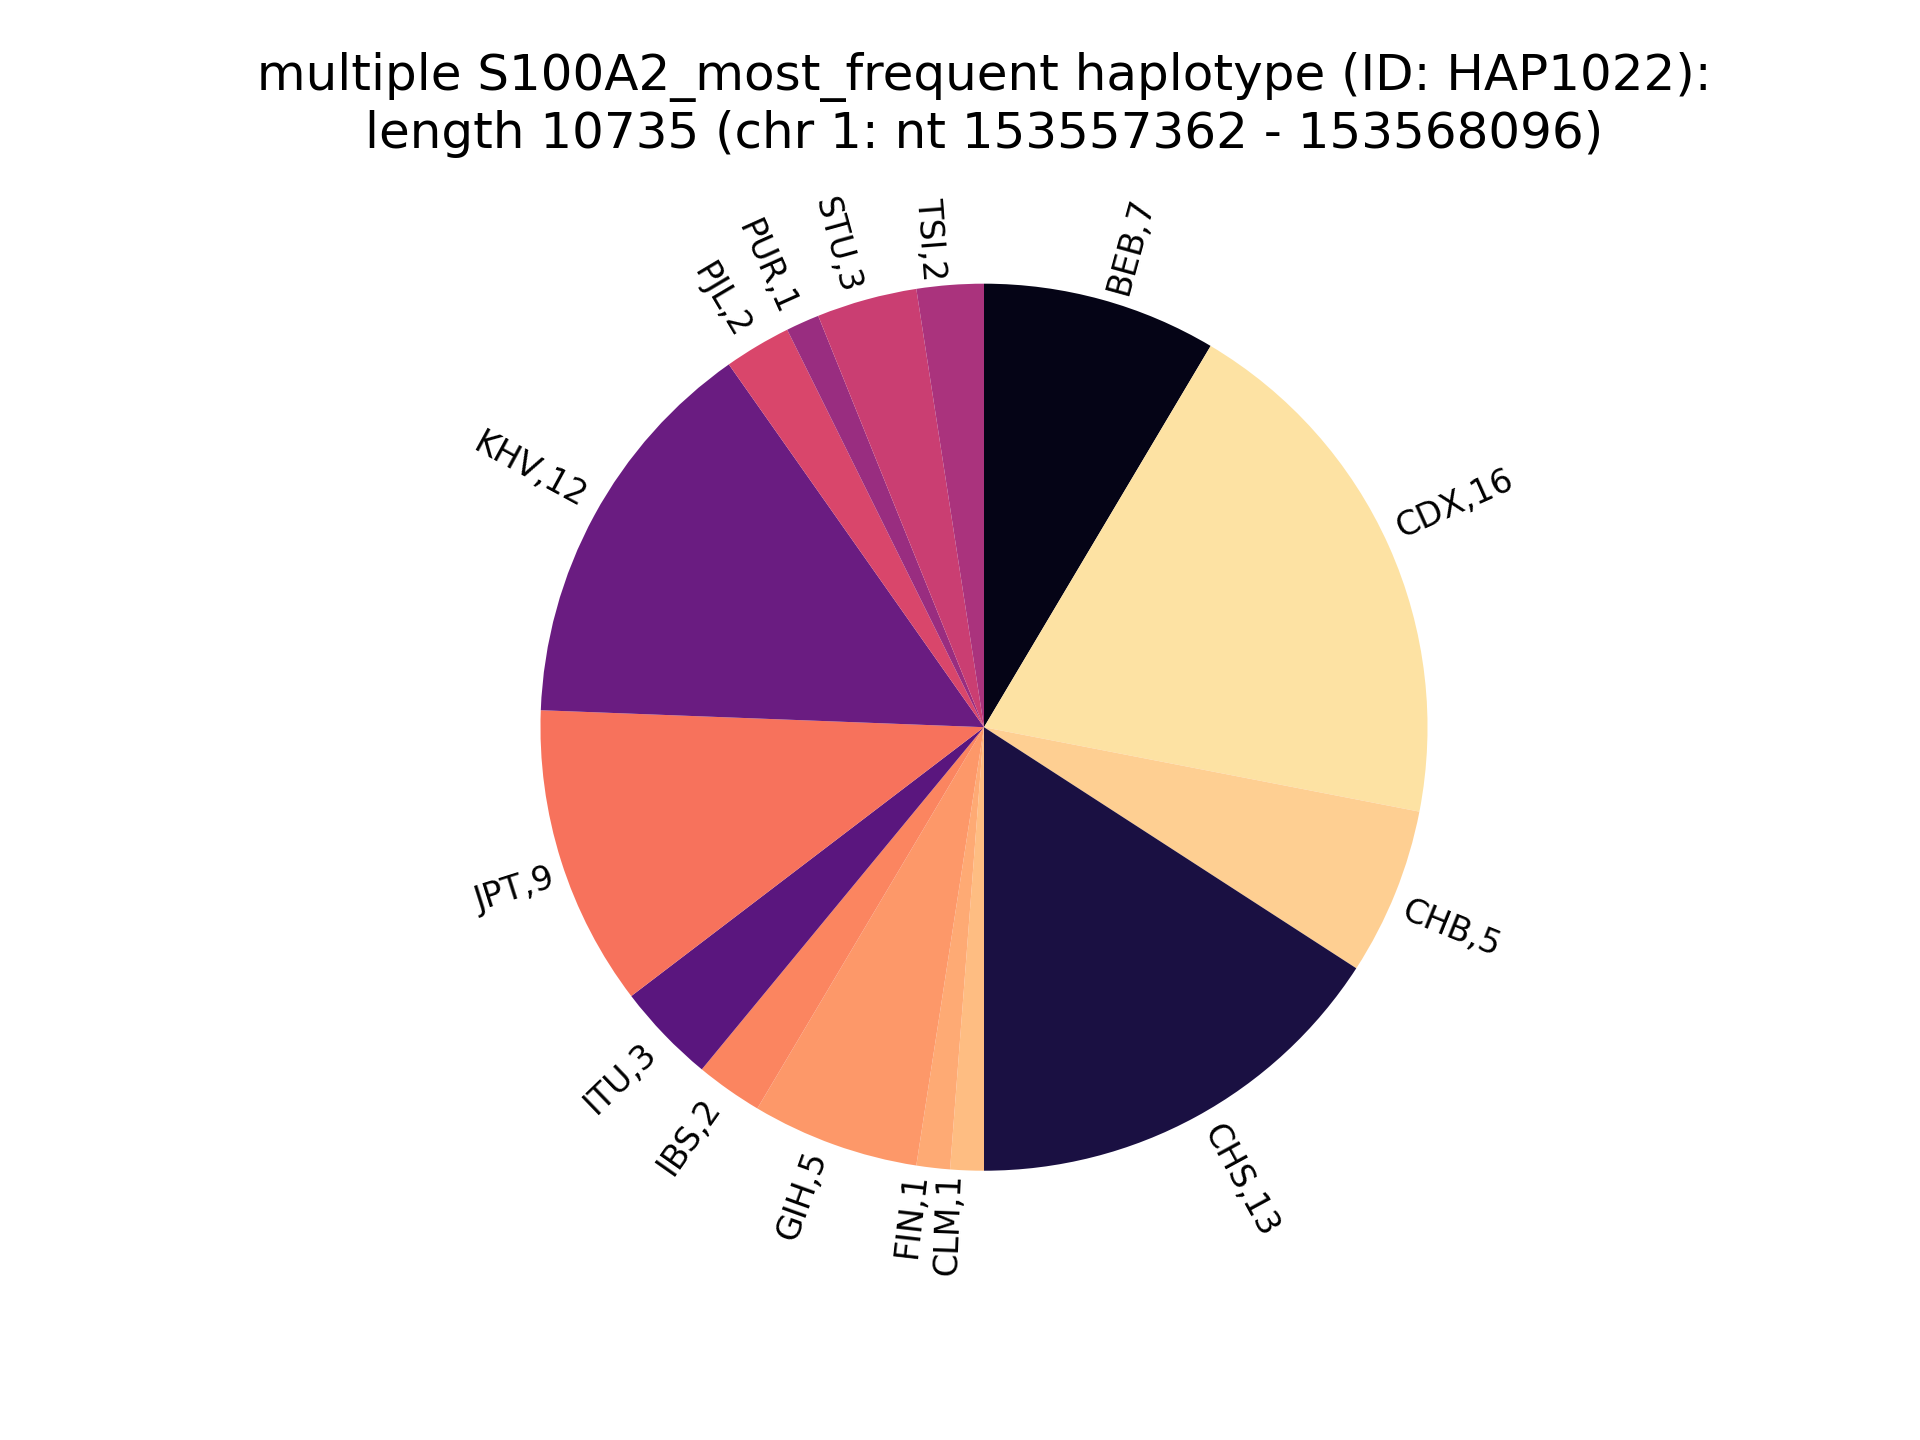 multiple S100A2_most_frequent haplotype (ID: HAP1022):
length 10735 (chr 1: nt 153557362 - 153568096)
BEB,7
CDX,16
CHB,5
CHS,13
CLM,1
FIN,1
GIH,5
IBS,2
ITU,3
JPT,9
KHV,12
PJL,2
PUR,1
STU,3
TSI,2